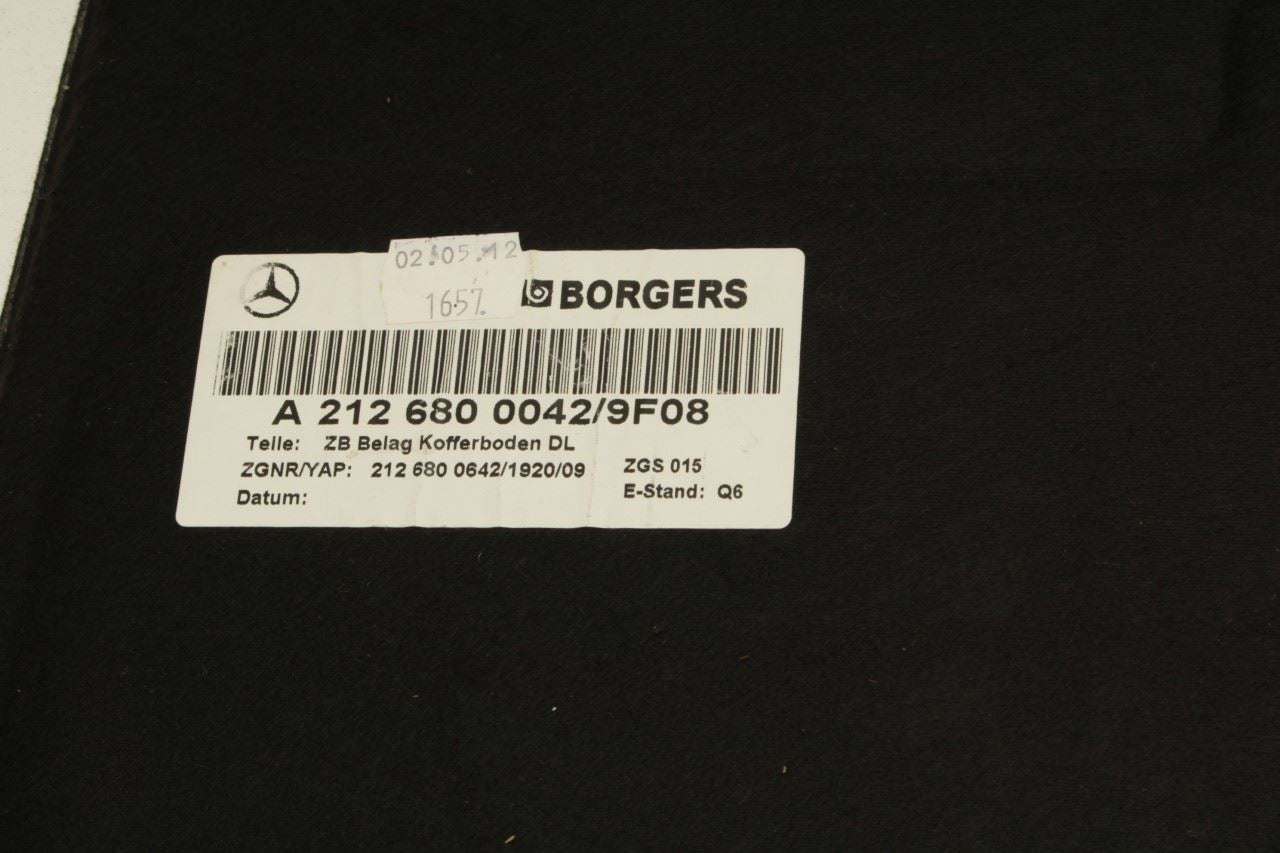 02.05.12
1657.
BORGERS
A 212 680 0042/9F08
Teile: ZB Belag Kofferboden DL
ZGNR/YAP: 212 680 0642/1920/09 ZGS 015
Datum: E-Stand: Q6